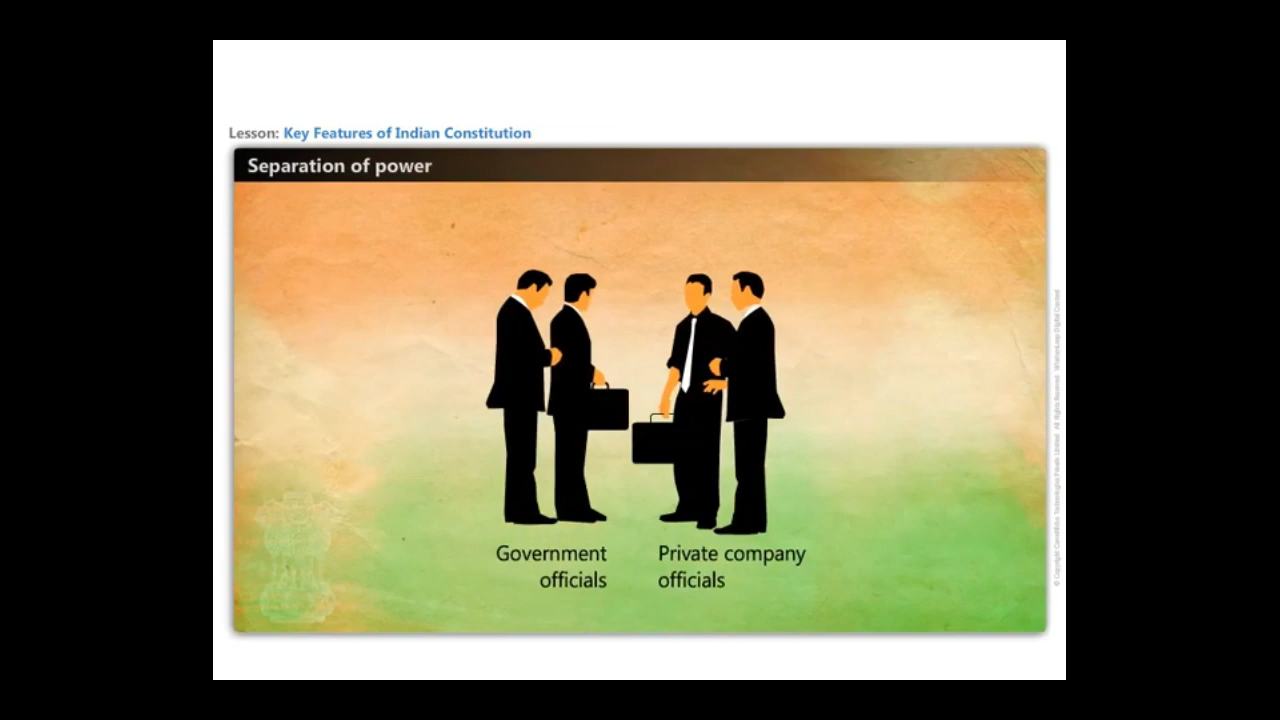 Lesson: Key Features of Indian Constitution
Separation of power
Government
officials
Private company
officials